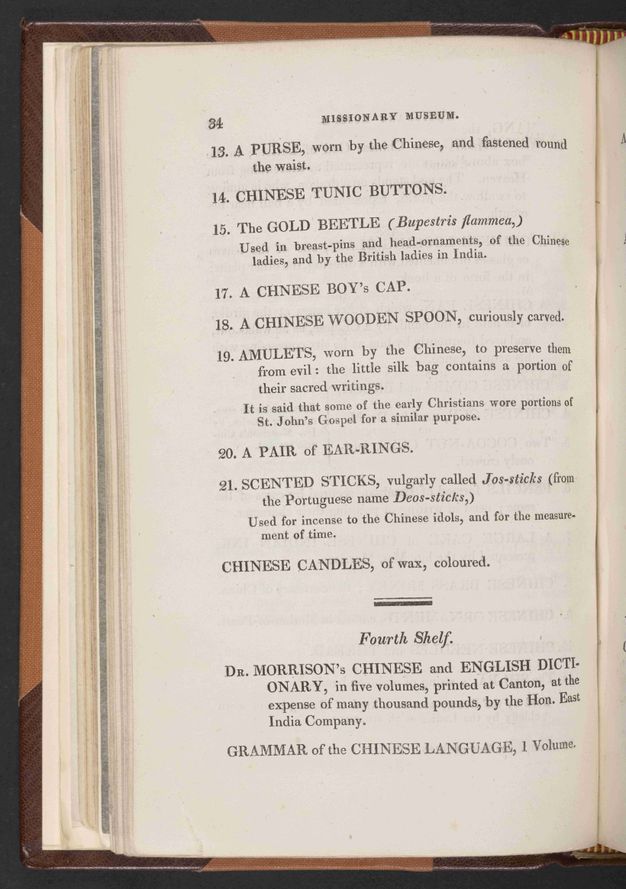 34 MISSIONARY MUSEUM.
13. A PURSE, worn by the Chinese, and fastened round
the waist.
14. CHINESE TUNIC BUTTONS.
15. The GOLD BEETLE (Bupestris flammea,)
Used in breast-pins and head-ornaments, of the Chinese
ladies, and by the British ladies in India.
17. A CHNESE BOY's CAP.
18. A CHINESE WOODEN SPOON, curiously carved.
19. AMULETS, worn by the Chinese, to preserve them
from evil: the little silk bag contains a portion of
their sacred writings.
It is said that some of the early Christians wore portions of
St. John's Gospel for a similar purpose.
20. A PAIR of EAR-RINGS.
21. SCENTED STICKS, vulgarly called Jos-sticks (from
the Portuguese name Deos-sticks,)
Used for incense to the Chinese idols, and for the measure-
ment of time.
CHINESE CANDLES, of wax, coloured.
Fourth Shelf.
DR. MORRISON's CHINESE and ENGLISH DICTI-
ONARY, in five volumes, printed at Canton, at the
expense of many thousand pounds, by the Hon. East
India Company.
GRAMMAR of the CHINESE LANGUAGE, 1 Volume.